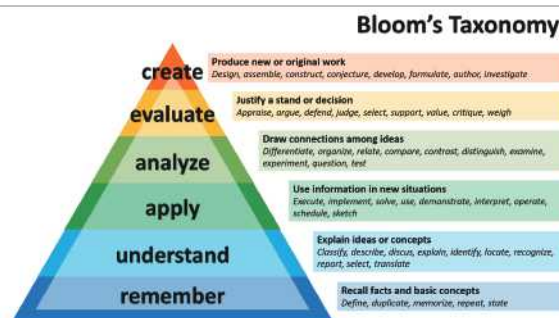 Bloom's Taxonomy
create
Produce new or original work
Design, assemble, construct, conjecture, develop, formulate, author, investigate
evaluate
Justify a stand or decision
Appraise, argue, defend, judge, select, support, value, critique, weigh
analyze
Draw connections among ideas
Differentiate, organize, relate, compare, contrast, distinguish, examine,
experiment, question, test
apply
Use information in new situations
Execute, implement, solve, use, demonstrate, interpret, operate,
schedule, sketch
understand
Explain ideas or concepts
Classify, describe, discus, explain, identify, locate, recognize,
report, select, translate
remember
Recall facts and basic concepts
Define, duplicate, memorize, repeat, state